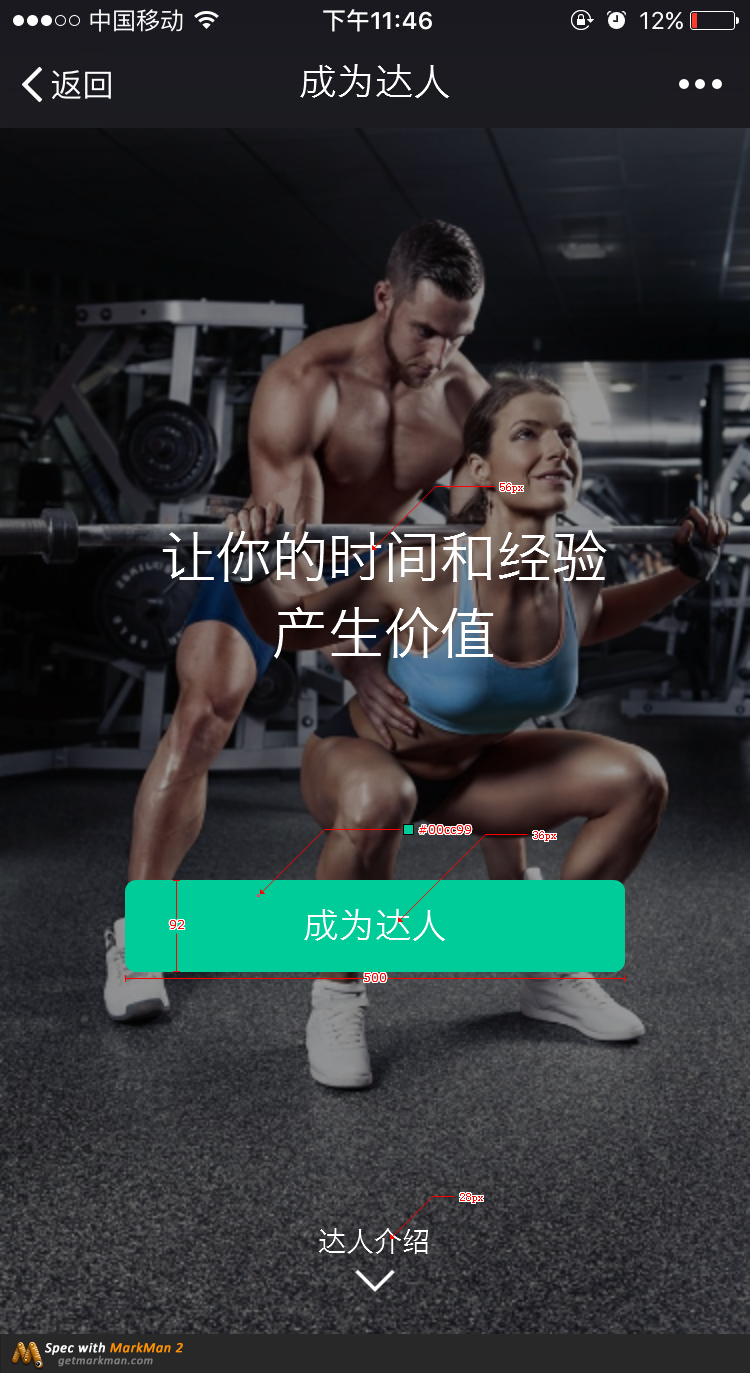 中国移动 下午11:46 12%
返回 成为达人
56px
让你的时间和经验
产生价值
#00cc99 36px
92 成为达人
500
28px
达人介绍
Spec with MarkMan 2
getmarkman.com